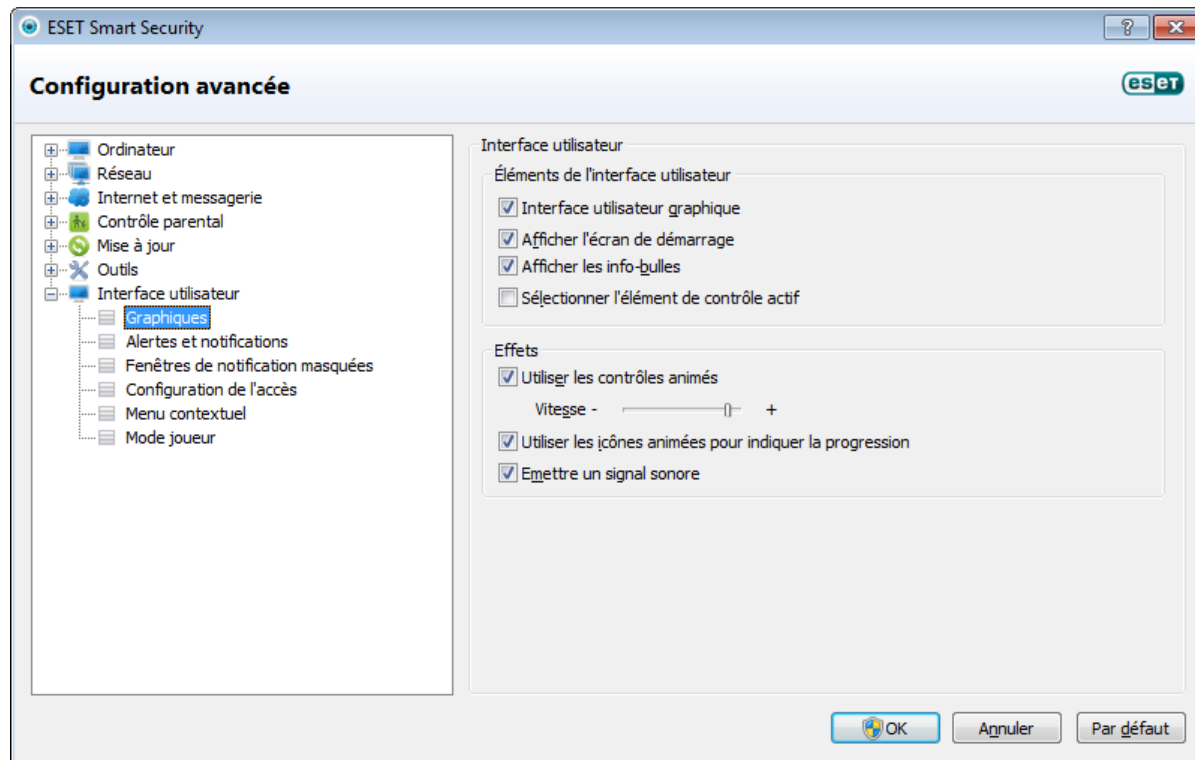 ESET Smart Security
Configuration avancée
eset
Ordinateur
Réseau
Internet et messagerie
Contrôle parental
Mise à jour
Outils
Interface utilisateur
Graphiques
Alertes et notifications
Fenêtres de notification masquées
Configuration de l'accès
Menu contextuel
Mode joueur
Interface utilisateur
Éléments de l'interface utilisateur
Interface utilisateur graphique
Afficher l'écran de démarrage
Afficher les info-bulles
Sélectionner l'élément de contrôle actif
Effets
Utiliser les contrôles animés
Vitesse - +
Utiliser les icônes animées pour indiquer la progression
Emettre un signal sonore
OK Annuler Par défaut